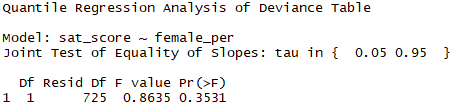 Quantile Regression Analysis of Deviance Table
Model: sat_score ~ female_per
Joint Test of Equality of Slopes: tau in {  0.05 0.95  }
  Df Resid Df F value Pr(>F)
1  1      725  0.8635 0.3531